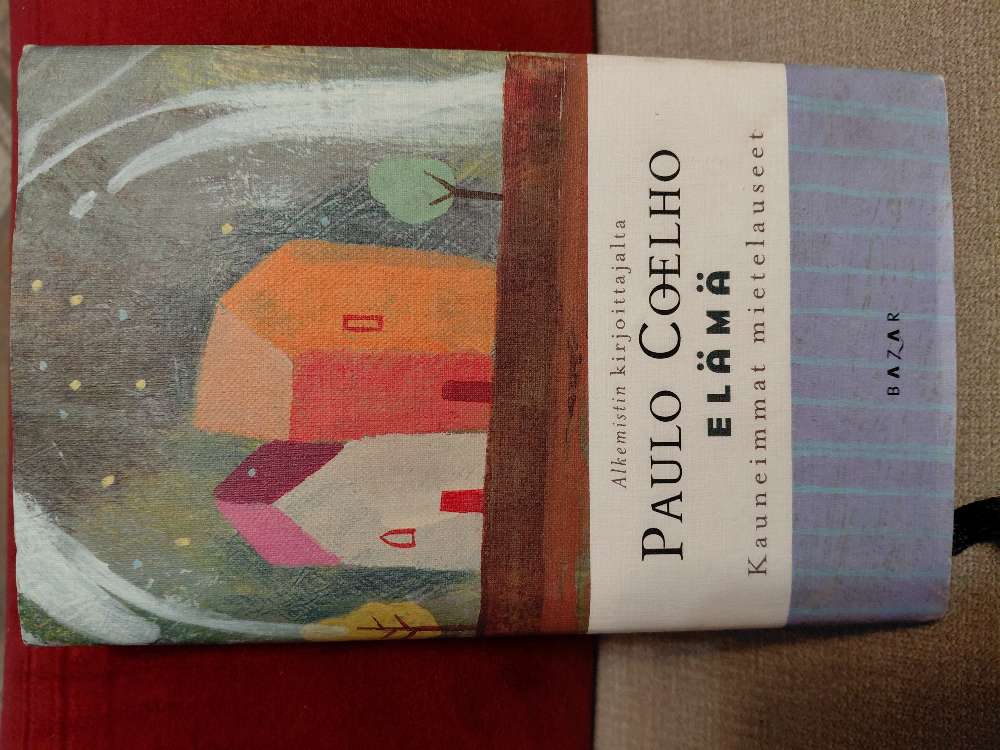 Alkemistin kirjoittajalta
PAULO COELHO
ELÄMÄ
Kauneimmat mietelauseet
BAZAR